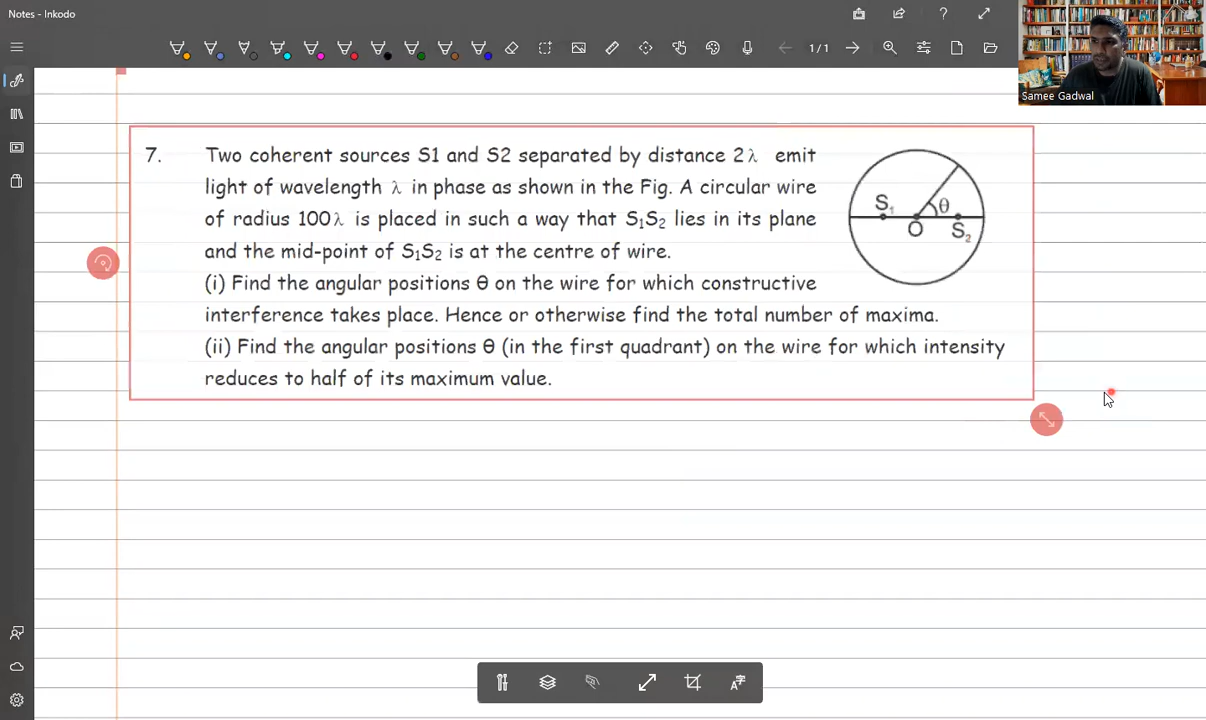 Notes - Inkodo
1/1
Samee Gadwal
7. Two coherent sources S1 and S2 separated by distance 2λ emit
light of wavelength λ in phase as shown in the Fig. A circular wire
of radius 100λ is placed in such a way that S₁S₂ lies in its plane
and the mid-point of S₁S₂ is at the centre of wire.
(i) Find the angular positions θ on the wire for which constructive
interference takes place. Hence or otherwise find the total number of maxima.
(ii) Find the angular positions θ (in the first quadrant) on the wire for which intensity
reduces to half of its maximum value.
S₁ θ
O S₂